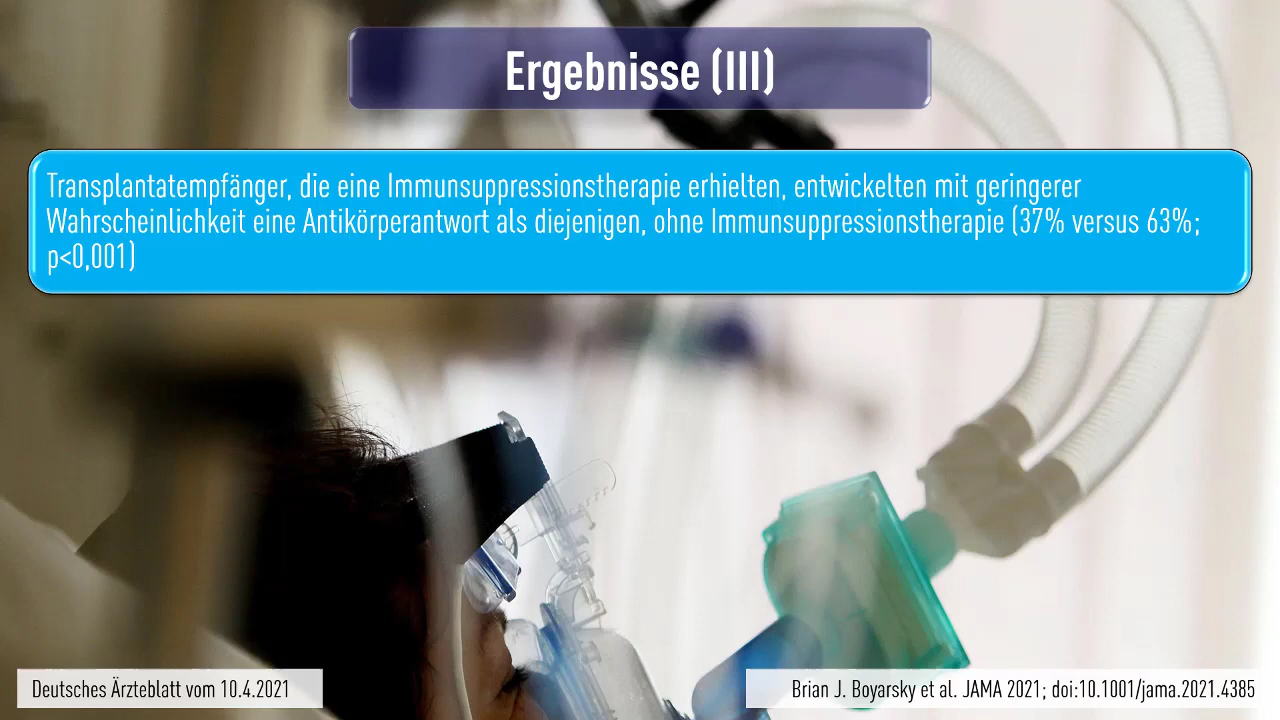 Ergebnisse (III)
Transplantatempfänger, die eine Immunsuppressionstherapie erhielten, entwickelten mit geringerer
Wahrscheinlichkeit eine Antikörperantwort als diejenigen, ohne Immunsuppressionstherapie (37% versus 63%;
p<0,001)
Deutsches Ärzteblatt vom 10.4.2021
Brian J. Boyarsky et al. JAMA 2021; doi:10.1001/jama.2021.4385